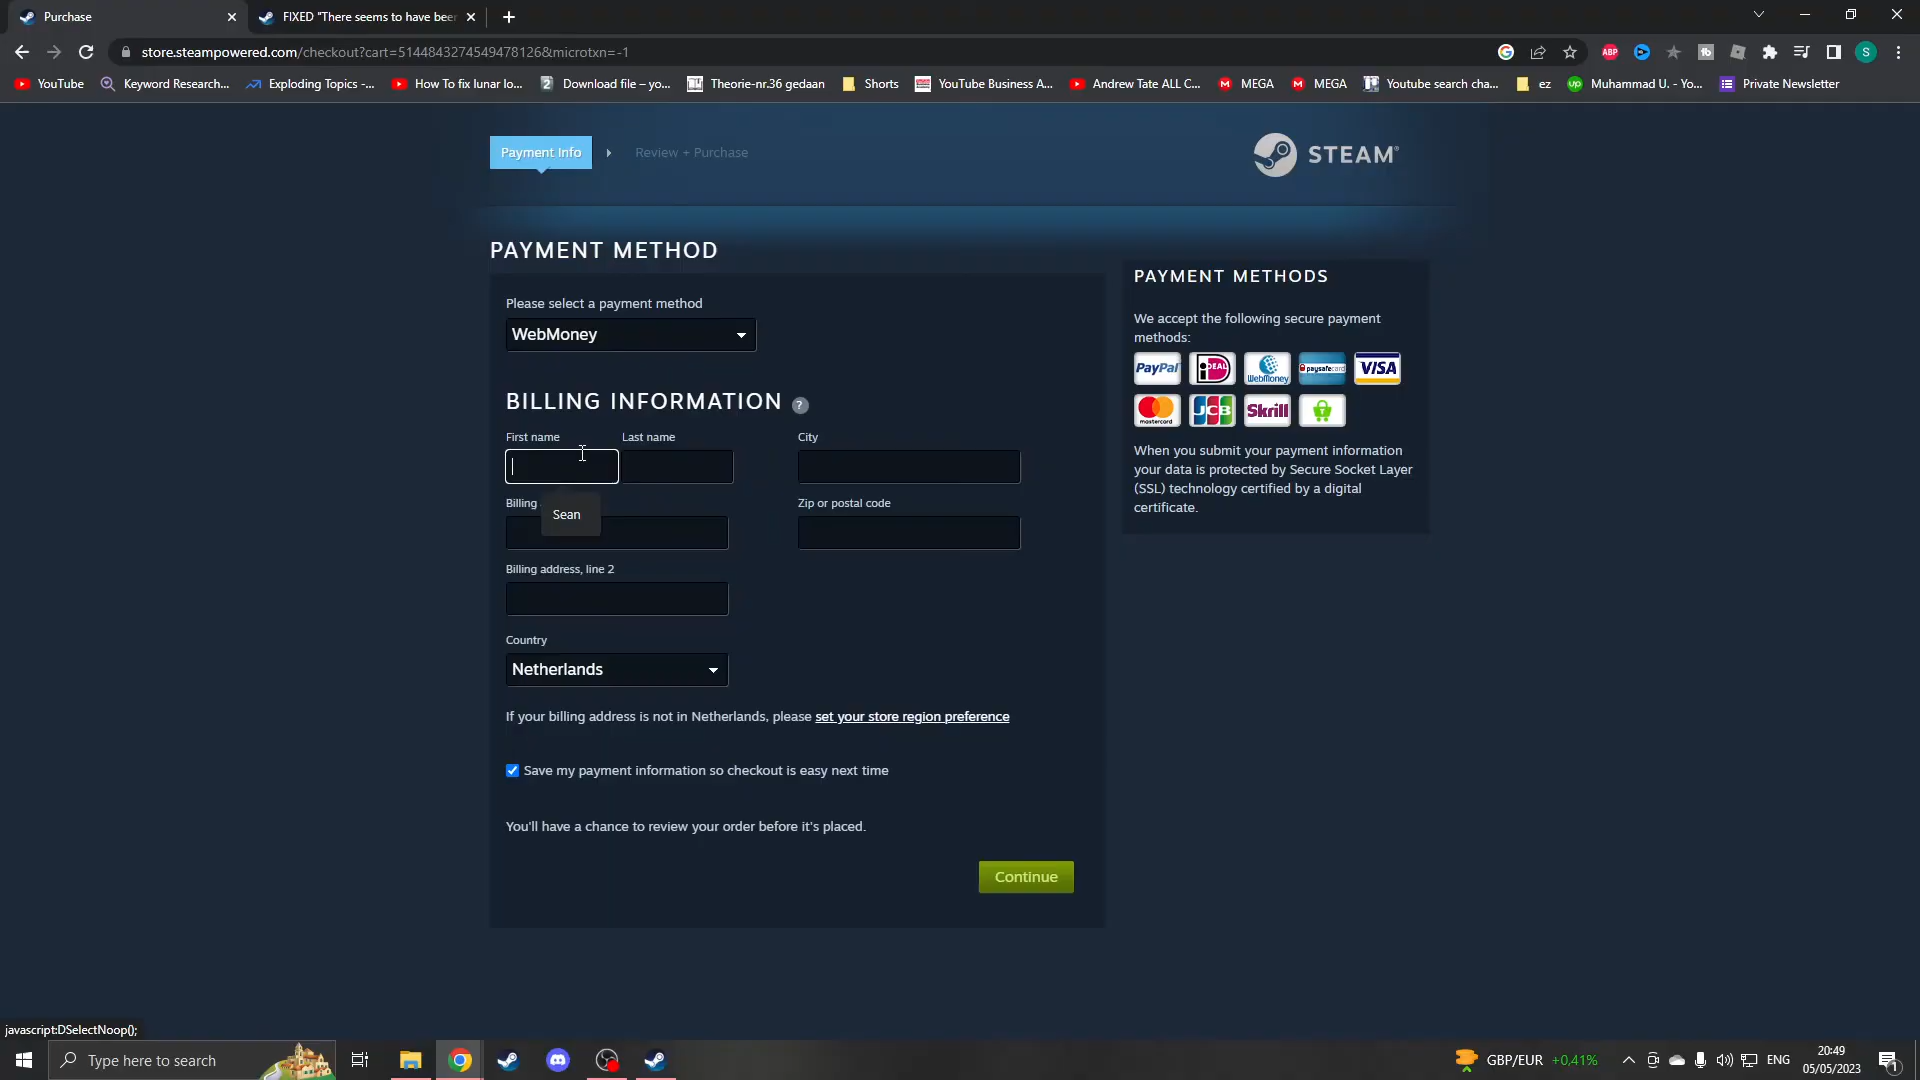 Purchase
FIXED "There seems to have beer
store.steampowered.com/checkout?cart=5144843274549478126&microtxn=-1
ABP
S
YouTube
Keyword Research...
Exploding Topics -...
How To fix lunar lo...
Download file – yo...
Theorie-nr.36 gedaan
Shorts
YouTube Business A...
Andrew Tate ALL C...
MEGA
MEGA
Youtube search cha...
ez
Muhammad U. - Yo...
Private Newsletter
Payment Info
Review + Purchase
STEAM®
PAYMENT METHOD
Please select a payment method
WebMoney
BILLING INFORMATION ?
First name
Last name
City
Billing
Sean
Zip or postal code
Billing address, line 2
Country
Netherlands
If your billing address is not in Netherlands, please set your store region preference
Save my payment information so checkout is easy next time
You'll have a chance to review your order before it's placed.
Continue
PAYMENT METHODS
We accept the following secure payment
methods:
PayPal iDEAL WebMoney paysafecard VISA
mastercard JCB Skrill
When you submit your payment information
your data is protected by Secure Socket Layer
(SSL) technology certified by a digital
certificate.
javascript:DSelectNoop();
Type here to search
GBP/EUR +0,41%
ENG
20:49
05/05/2023
1